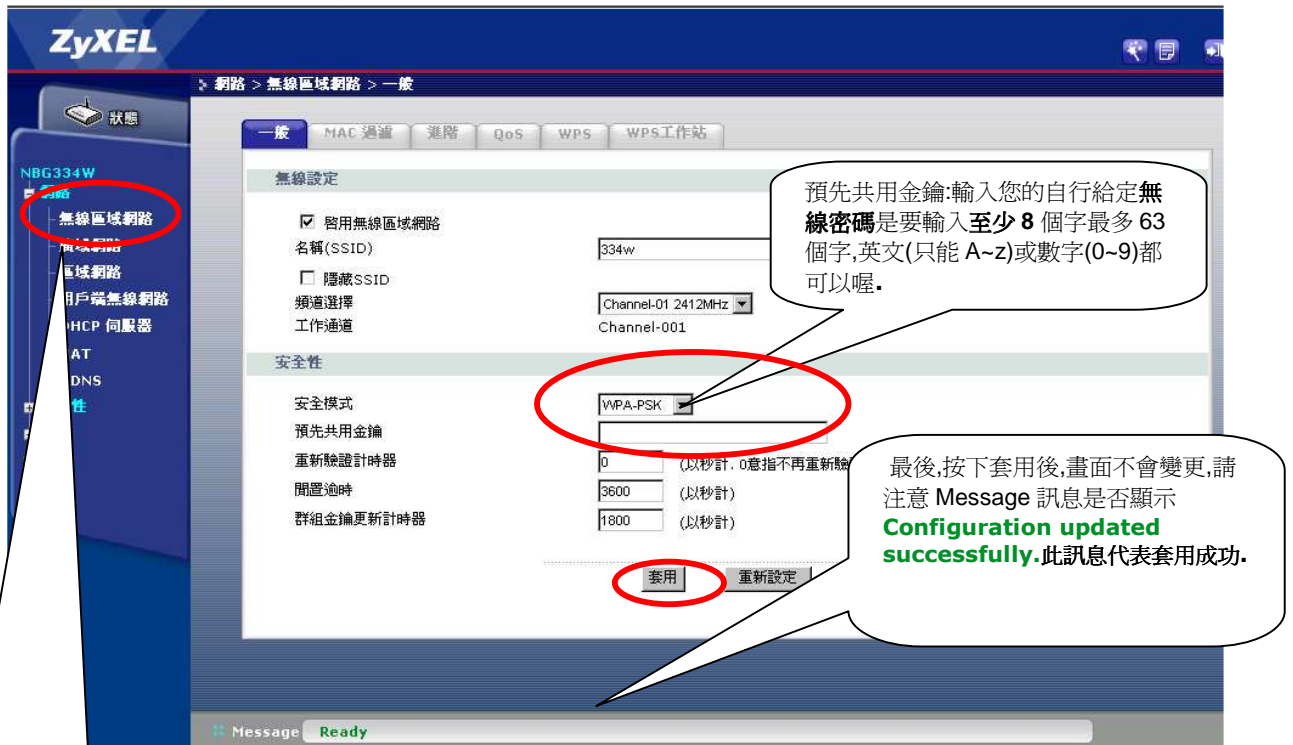 ZyXEL
網路 > 無線區域網路 > 一般
狀態
一般 MAC 過濾 進階 QoS WPS WPS工作站
NBG334W
網路
無線區域網路
區域網路
用戶端無線網路
DHCP 伺服器
AT
DNS
性
無線設定
啟用無線區域網路
名稱(SSID) 334w
隱藏SSID
頻道選擇 Channel-01 2412MHz
工作通道 Channel-001
安全性
安全模式 WPA-PSK
預先共用金鑰
重新驗證計時器 0 (以秒計. 0意指不再重新驗
閒置逾時 3600 (以秒計)
群組金鑰更新計時器 1800 (以秒計)
套用 重新設定
預先共用金鑰:輸入您的自行給定無
線密碼是要輸入至少 8 個字最多 63
個字,英文(只能 A~z)或數字(0~9)都
可以喔.
最後,按下套用後,畫面不會變更,請
注意 Message 訊息是否顯示
Configuration updated
successfully.此訊息代表套用成功.
Message Ready